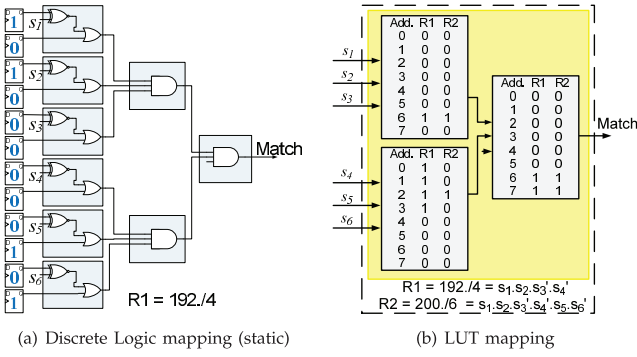 1 s1
0
1 s2
0
0 s3
0
0 s4
0
0 s5
1
0 s6
1
Match
R1 = 192./4
(a) Discrete Logic mapping (static)
s1
s2
s3
Add. R1 R2
0 0 0
1 0 0
2 0 0
3 0 0
4 0 0
5 0 0
6 1 1
7 0 0
s4
s5
s6
Add. R1 R2
0 1 0
1 1 0
2 1 1
3 1 0
4 0 0
5 0 0
6 0 0
7 0 0
Add. R1 R2
0 0 0
1 0 0
2 0 0
3 0 0
4 0 0
5 0 0
6 1 1
7 1 1
Match
R1 = 192./4 = s1.s2.s3'.s4'
R2 = 200./6 = s1.s2.s3'.s4'.s5.s6'
(b) LUT mapping